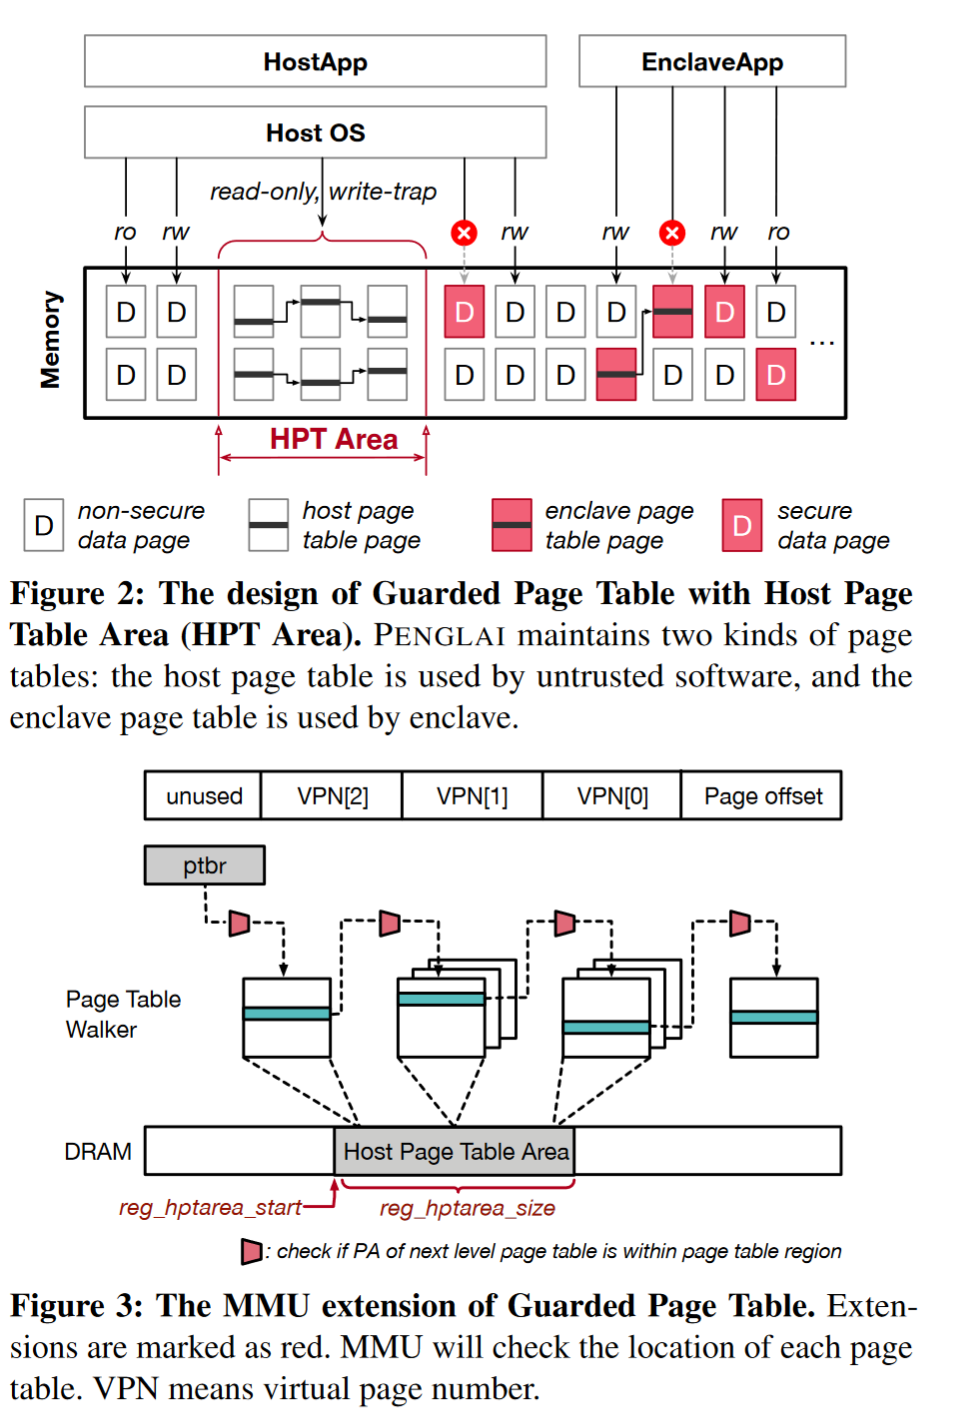 HostApp
EnclaveApp
Host OS
read-only, write-trap
ro rw rw rw rw ro
Memory
D D D D D D D D
D D D D D D D D
...
HPT Area
D non-secure data page
host page table page
enclave page table page
D secure data page
Figure 2: The design of Guarded Page Table with Host Page
Table Area (HPT Area). PENGLAI maintains two kinds of page
tables: the host page table is used by untrusted software, and the
enclave page table is used by enclave.
unused VPN[2] VPN[1] VPN[0] Page offset
ptbr
Page Table
Walker
DRAM
Host Page Table Area
reg_hptarea_start
reg_hptarea_size
: check if PA of next level page table is within page table region
Figure 3: The MMU extension of Guarded Page Table. Exten-
sions are marked as red. MMU will check the location of each page
table. VPN means virtual page number.